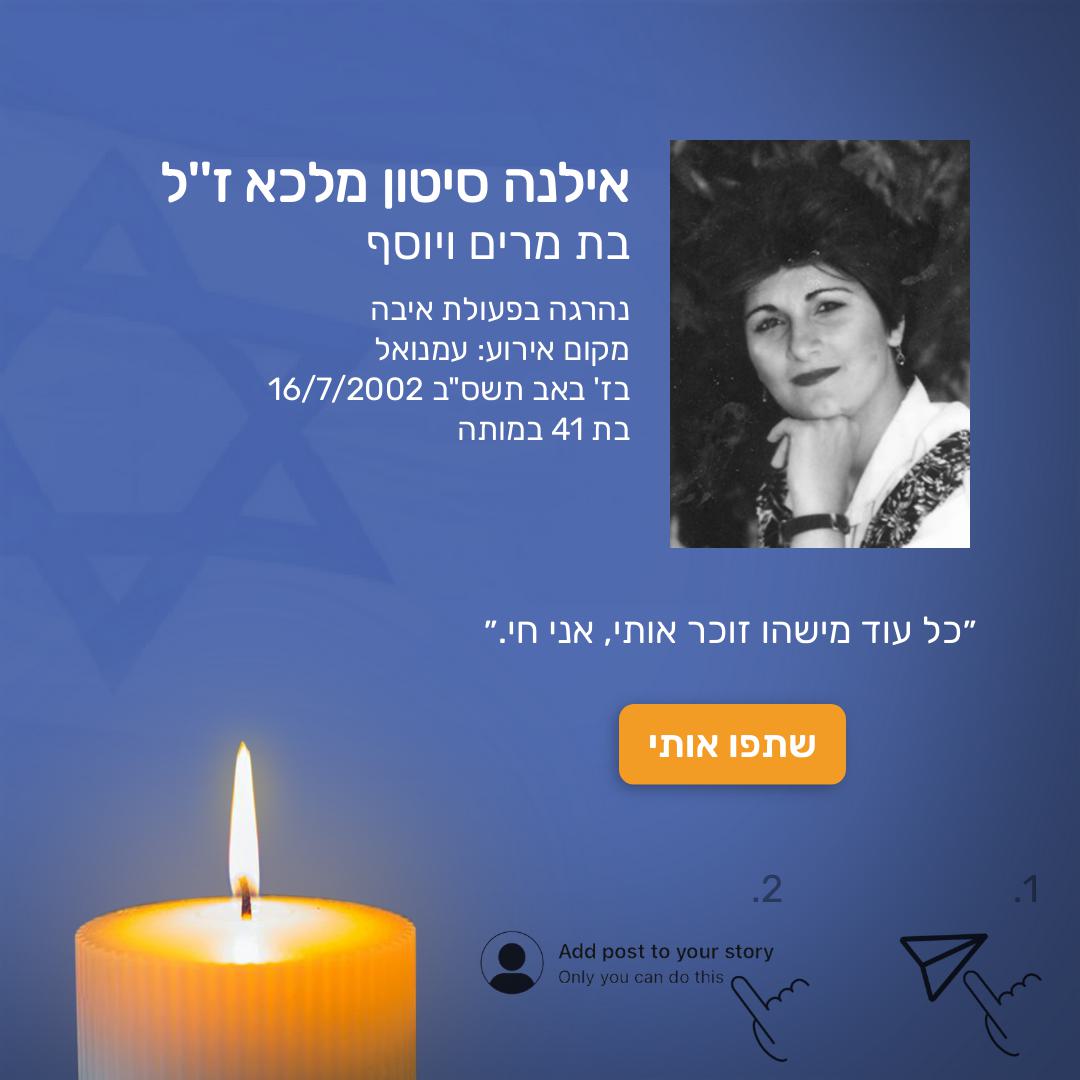 אילנה סיטון מלכא ז''ל
בת מרים ויוסף
נהרגה בפעולת איבה
מקום אירוע: עמנואל
בז' באב תשס"ב 16/7/2002
בת 41 במותה
״כל עוד מישהו זוכר אותי, אני חי.״
שתפו אותי
1.
2.
Add post to your story
Only you can do this